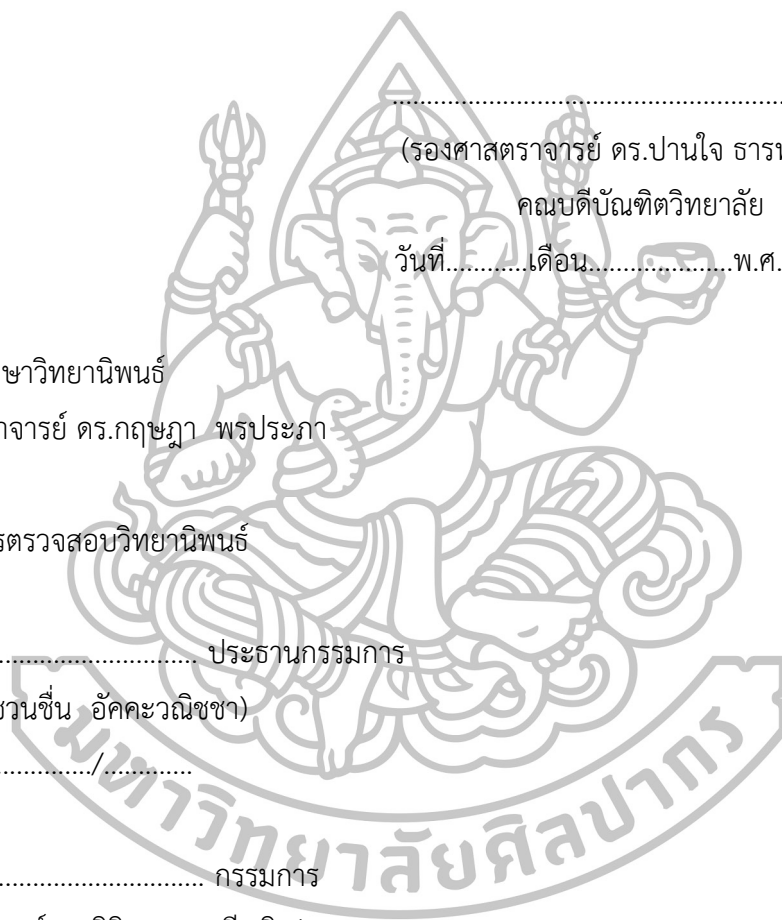 ................................................................
(รองศาสตราจารย์ ดร.ปานใจ
คณบดีบัณฑิตวิทยาลัย
วันที่............เดือน.....................พ.ศ.
ษาวิทยานิพนธ์
าจารย์ ดร.กฤษฎา พรประภา
รตรวจสอบวิทยานิพนธ์
.............................. ประธานกรรมการ
ชวนชื่น อัคคะวณิชชา)
............../.............
.............................. กรรมการ
มหาวิทยาลัยศิลปากร